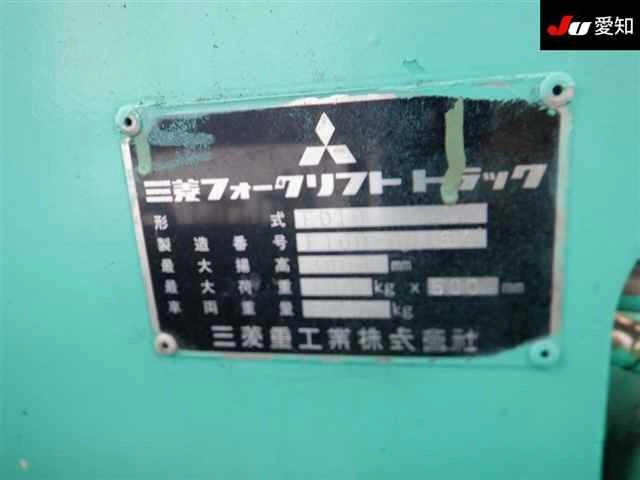 JU 愛知
三菱フォークリフト トラック
形 式
製 造 番 号
最 大 揚 高 mm
最 大 荷 重 kg × 500 mm
車 両 重 量 kg
三菱重工業株式会社